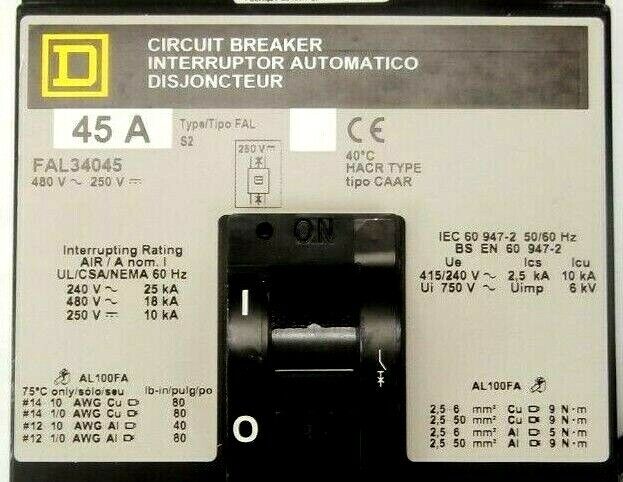 D
CIRCUIT BREAKER
INTERRUPTOR AUTOMATICO
DISJONCTEUR
45 A
Type/Tipo FAL
S2
CE
FAL34045
480 V ~ 250 V ⎓
250 V ⎓
40°C
HACR TYPE
tipo CAAR
ON
Interrupting Rating
AIR / A nom. I
UL/CSA/NEMA 60 Hz
240 V ~ 25 kA
480 V ~ 18 kA
250 V ⎓ 10 kA
IEC 60 947-2 50/60 Hz
BS EN 60 947-2
Ue Ics Icu
415/240 V ~ 2,5 kA 10 kA
Ui 750 V ~ Uimp 6 kV
I
O
AL100FA
75°C only/sólo/seu lb-in/pulg/po
#14 10 AWG Cu 80
#14 1/0 AWG Cu 80
#12 10 AWG Al 40
#12 1/0 AWG Al 80
AL100FA
2,5 6 mm² Cu 9 N·m
2,5 50 mm² Cu 9 N·m
2,5 6 mm² Al 5 N·m
2,5 50 mm² Al 9 N·m